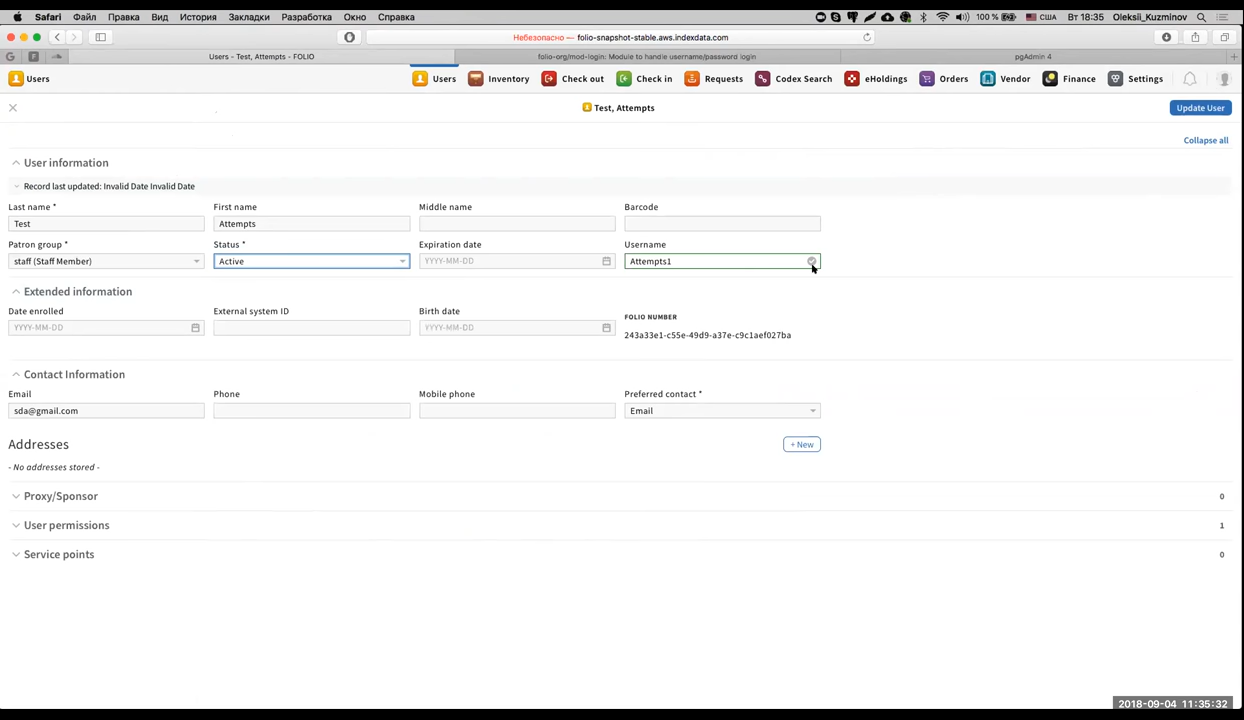 Safari Файл Правка Вид История Закладки Разработка Окно Справка 100 % США Вт 18:35 Oleksii_Kuzminov
Небезопасно — folio-snapshot-stable.aws.indexdata.com
G F Users - Test, Attempts - FOLIO folio-org/mod-login: Module to handle username/password login pgAdmin 4
Users Users Inventory Check out Check in Requests Codex Search eHoldings Orders Vendor Finance Settings
Test, Attempts Update User
Collapse all
User information
Record last updated: Invalid Date Invalid Date
Last name * First name Middle name Barcode
Test Attempts
Patron group * Status * Expiration date Username
staff (Staff Member) Active YYYY-MM-DD Attempts1
Extended information
Date enrolled External system ID Birth date FOLIO NUMBER
YYYY-MM-DD YYYY-MM-DD 243a33e1-c55e-49d9-a37e-c9c1aef027ba
Contact Information
Email Phone Mobile phone Preferred contact *
sda@gmail.com Email
Addresses + New
- No addresses stored -
Proxy/Sponsor 0
User permissions 1
Service points 0
2018-09-04 11:35:32